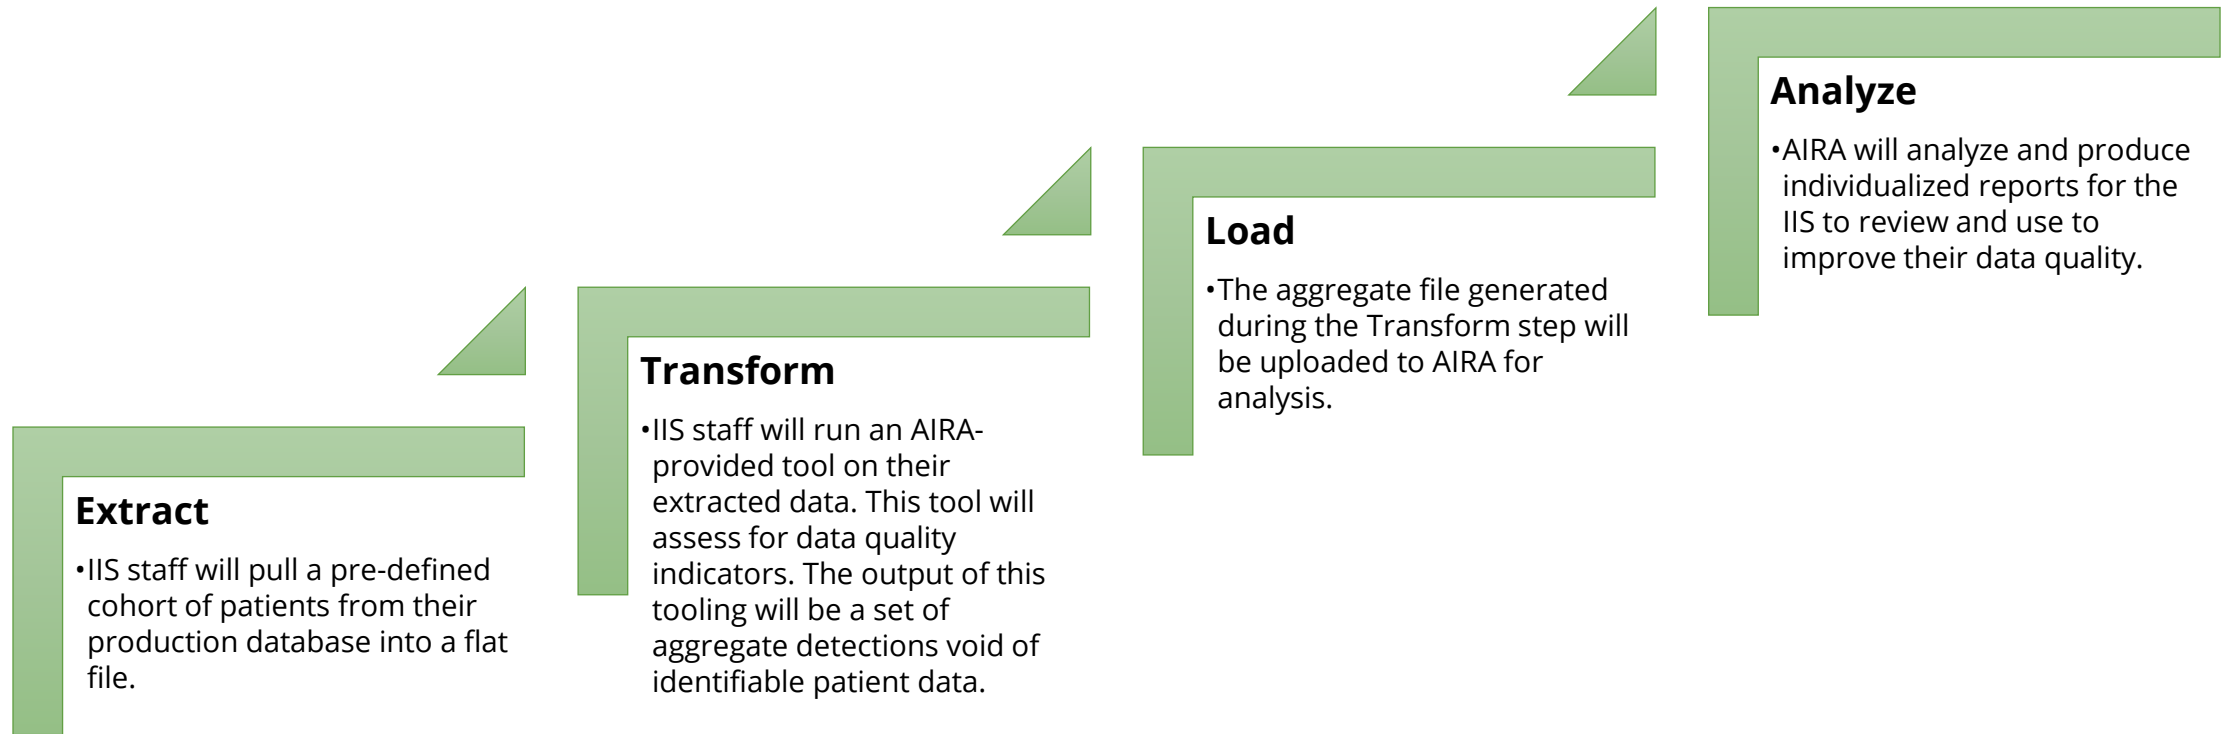 Extract
•IIS staff will pull a pre-defined
cohort of patients from their
production database into a flat
file.
Transform
•IIS staff will run an AIRA-
provided tool on their
extracted data. This tool will
assess for data quality
indicators. The output of this
tooling will be a set of
aggregate detections void of
identifiable patient data.
Load
•The aggregate file generated
during the Transform step will
be uploaded to AIRA for
analysis.
Analyze
•AIRA will analyze and produce
individualized reports for the
IIS to review and use to
improve their data quality.